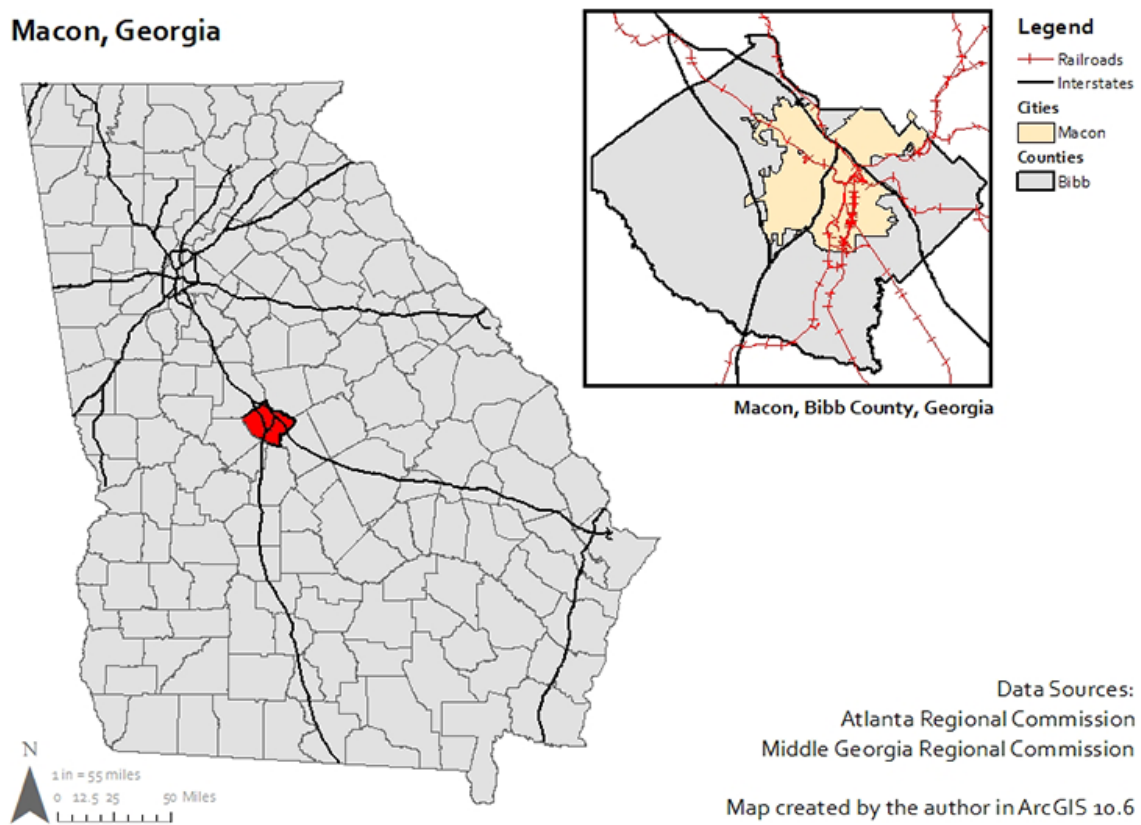 Macon, Georgia
Legend
Railroads
Interstates
Cities
Macon
Counties
Bibb
Macon, Bibb County, Georgia
N
1 in = 55 miles
0 12.5 25 50 Miles
Data Sources:
Atlanta Regional Commission
Middle Georgia Regional Commission
Map created by the author in ArcGIS 10.6